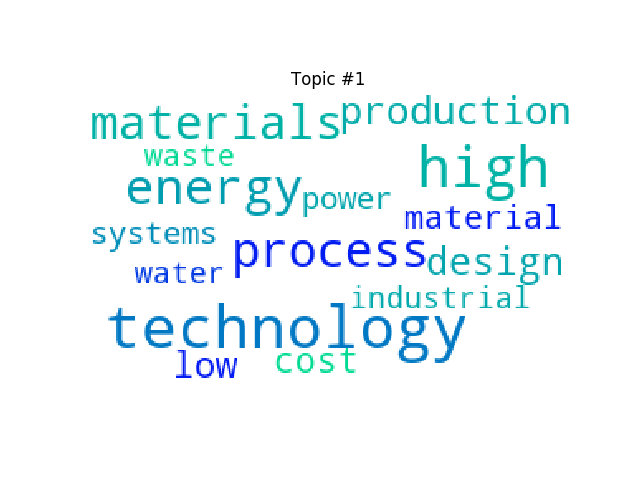 Topic #1
materials production
waste high
energy power
material
systems process design
water industrial
technology
low cost